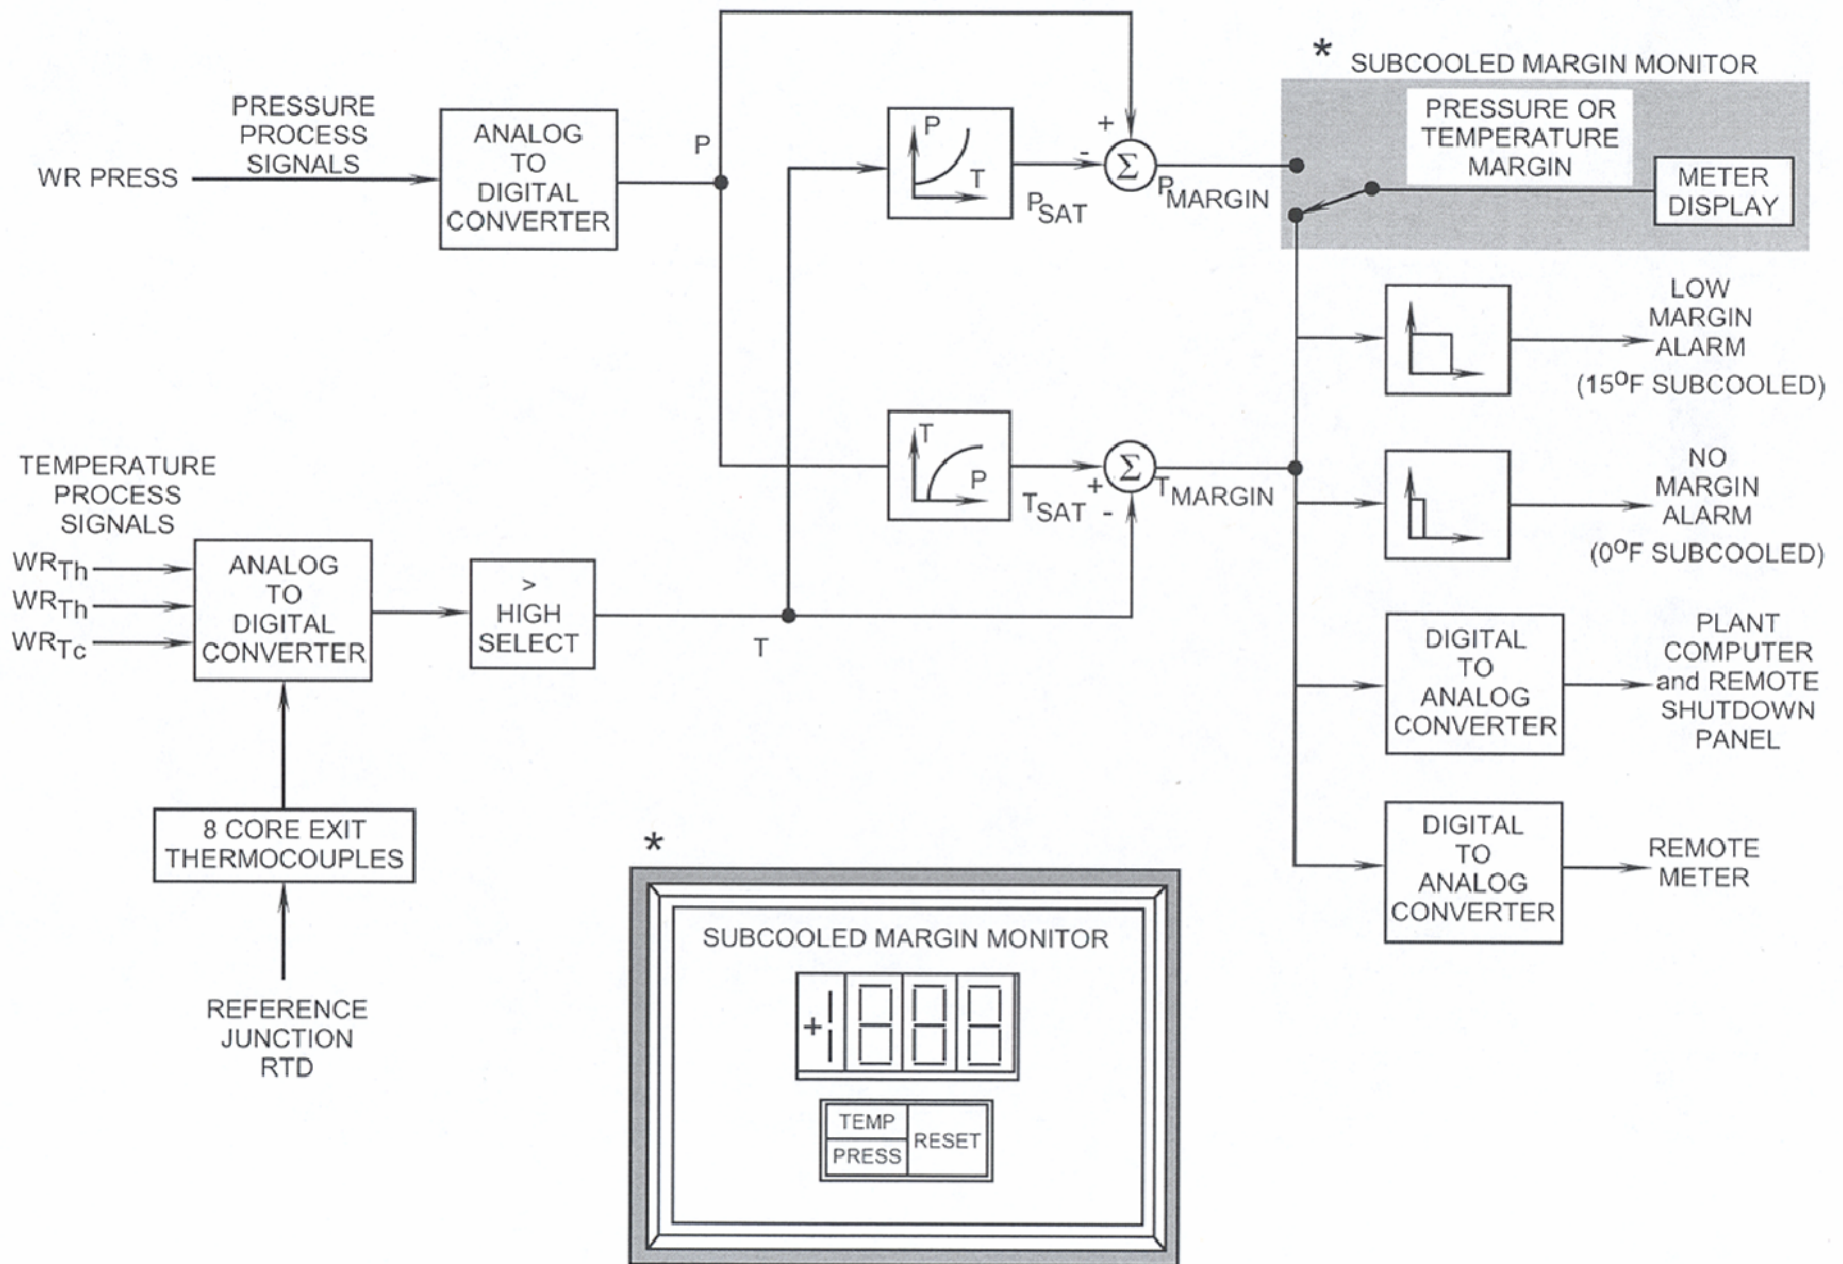 * SUBCOOLED MARGIN MONITOR
PRESSURE OR
TEMPERATURE
MARGIN
METER
DISPLAY
PRESSURE
PROCESS
SIGNALS
WR PRESS
ANALOG
TO
DIGITAL
CONVERTER
P
P
T
PSAT
+
-
Σ
PMARGIN
LOW
MARGIN
ALARM
(15°F SUBCOOLED)
T
P
TSAT
+
-
Σ
TMARGIN
NO
MARGIN
ALARM
(0°F SUBCOOLED)
TEMPERATURE
PROCESS
SIGNALS
WRTh
WRTh
WRTc
ANALOG
TO
DIGITAL
CONVERTER
>
HIGH
SELECT
T
DIGITAL
TO
ANALOG
CONVERTER
PLANT
COMPUTER
and REMOTE
SHUTDOWN
PANEL
8 CORE EXIT
THERMOCOUPLES
REFERENCE
JUNCTION
RTD
DIGITAL
TO
ANALOG
CONVERTER
REMOTE
METER
*
SUBCOOLED MARGIN MONITOR
+1888
TEMP
PRESS
RESET